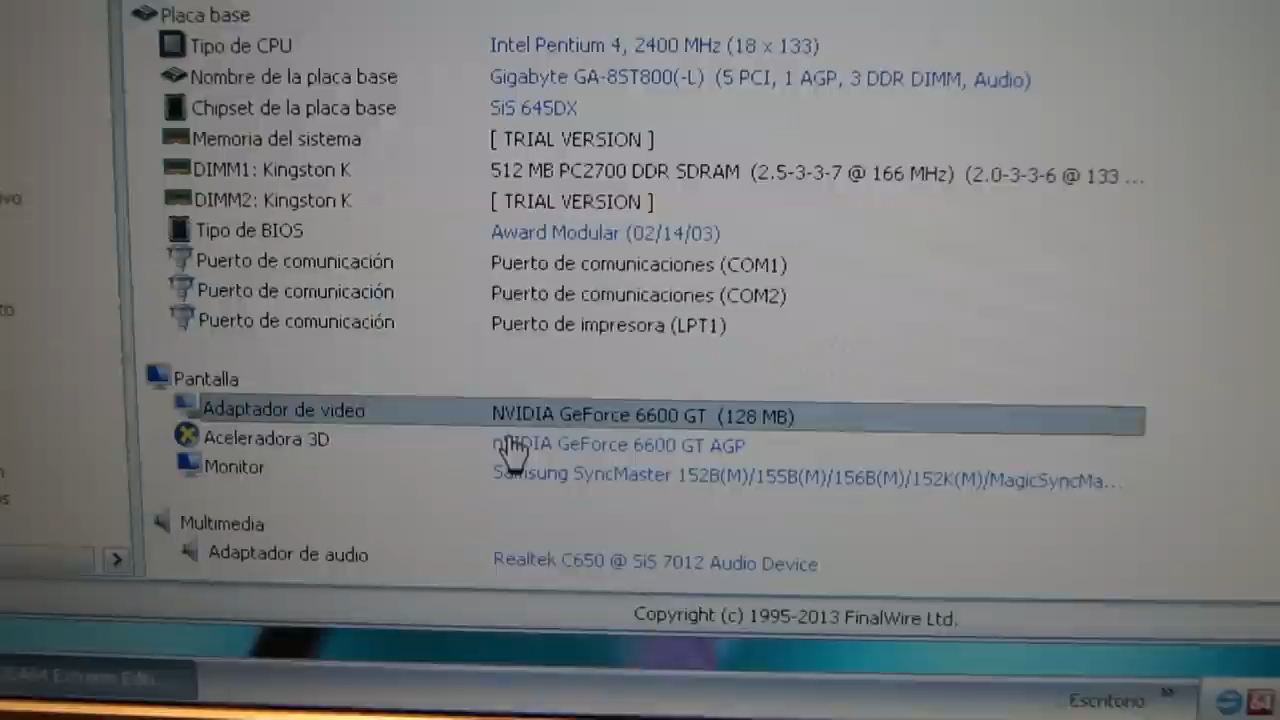 Placa base
Tipo de CPU Intel Pentium 4, 2400 MHz (18 x 133)
Nombre de la placa base Gigabyte GA-8ST800(-L) (5 PCI, 1 AGP, 3 DDR DIMM, Audio)
Chipset de la placa base SiS 645DX
Memoria del sistema [ TRIAL VERSION ]
DIMM1: Kingston K 512 MB PC2700 DDR SDRAM (2.5-3-3-7 @ 166 MHz) (2.0-3-3-6 @ 133 ...
DIMM2: Kingston K [ TRIAL VERSION ]
Tipo de BIOS Award Modular (02/14/03)
Puerto de comunicación Puerto de comunicaciones (COM1)
Puerto de comunicación Puerto de comunicaciones (COM2)
Puerto de comunicación Puerto de impresora (LPT1)
Pantalla
Adaptador de video NVIDIA GeForce 6600 GT (128 MB)
Aceleradora 3D nVIDIA GeForce 6600 GT AGP
Monitor Samsung SyncMaster 152B(M)/155B(M)/156B(M)/152K(M)/MagicSyncMa...
Multimedia
Adaptador de audio Realtek C650 @ SiS 7012 Audio Device
Copyright (c) 1995-2013 FinalWire Ltd.
Escritorio »